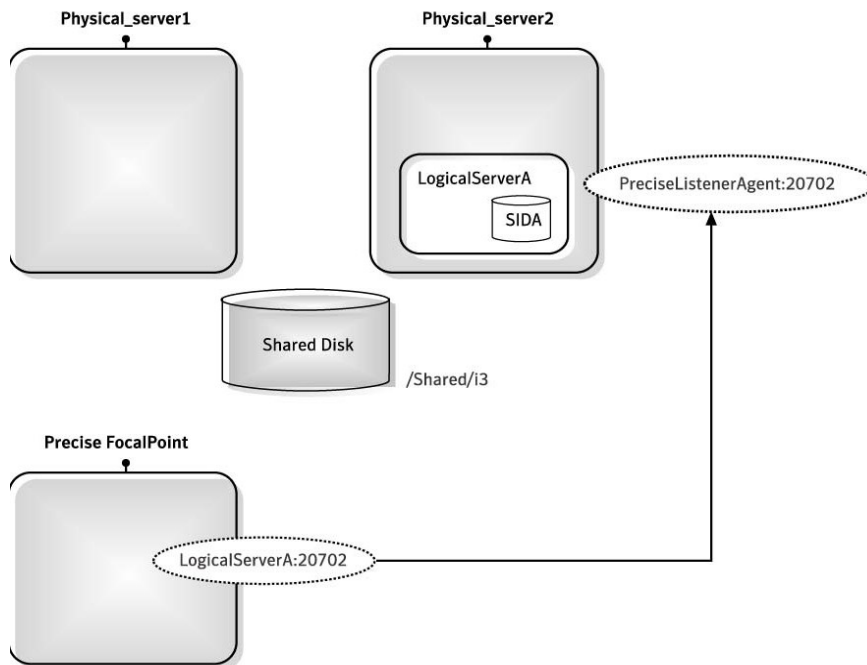 Physical_server1
Physical_server2
LogicalServerA
SIDA
PreciseListenerAgent:20702
Shared Disk
/Shared/i3
Precise FocalPoint
LogicalServerA:20702